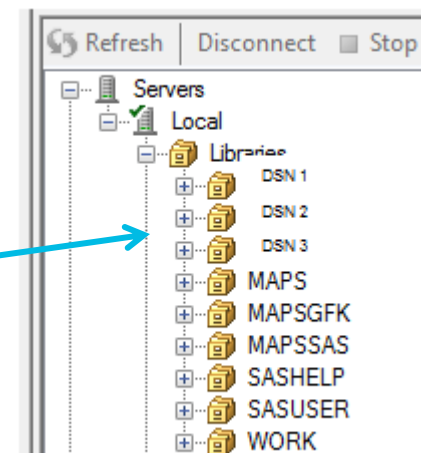 Refresh Disconnect Stop
Servers
Local
Libraries
DSN 1
DSN 2
DSN 3
MAPS
MAPSGFK
MAPSSAS
SASHELP
SASUSER
WORK